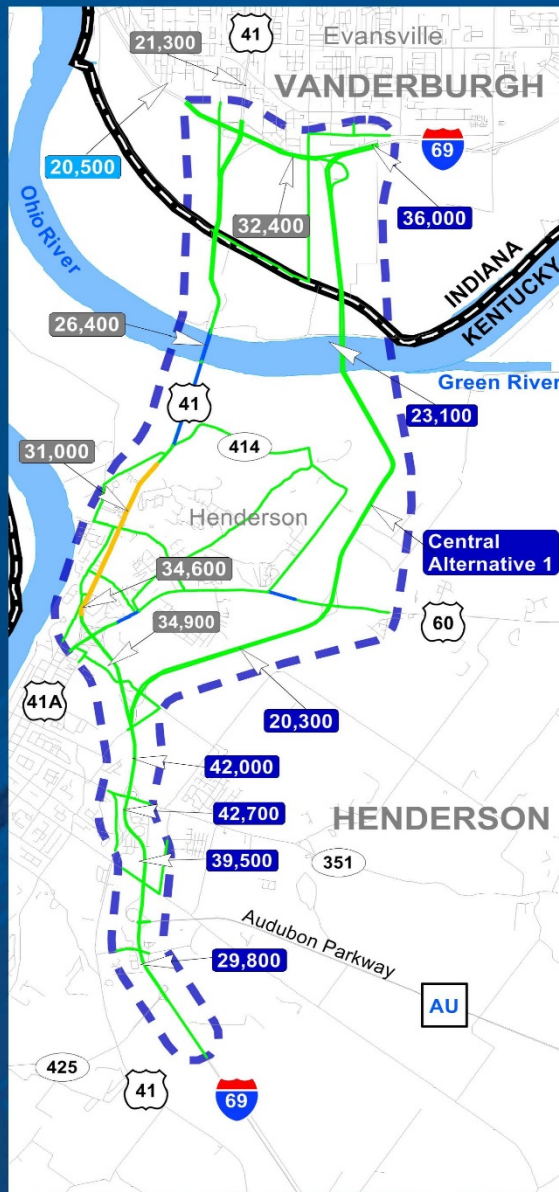 21,300
41
Evansville
VANDERBURGH
69
20,500
32,400
36,000
Ohio River
INDIANA
KENTUCKY
26,400
Green River
41
23,100
31,000
414
Henderson
Central
Alternative 1
34,600
60
34,900
41A
20,300
42,000
42,700
HENDERSON
39,500
351
Audubon Parkway
29,800
AU
425
41
69